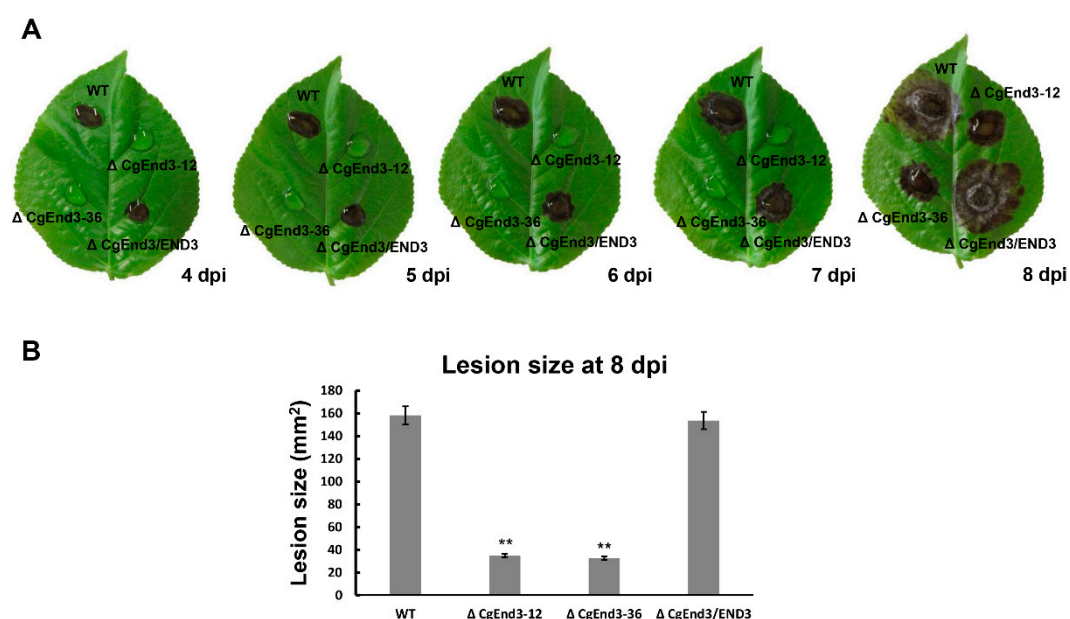 A
WT
Δ CgEnd3-12
Δ CgEnd3-36
Δ CgEnd3/END3
4 dpi
WT
Δ CgEnd3-12
Δ CgEnd3-36
Δ CgEnd3/END3
5 dpi
WT
Δ CgEnd3-12
Δ CgEnd3-36
Δ CgEnd3/END3
6 dpi
WT
Δ CgEnd3-12
Δ CgEnd3-36
Δ CgEnd3/END3
7 dpi
WT
Δ CgEnd3-12
Δ CgEnd3-36
Δ CgEnd3/END3
8 dpi
B
Lesion size at 8 dpi
Lesion size (mm²)
180
160
140
120
100
80
60
40
20
0
**
**
WT
Δ CgEnd3-12
Δ CgEnd3-36
Δ CgEnd3/END3